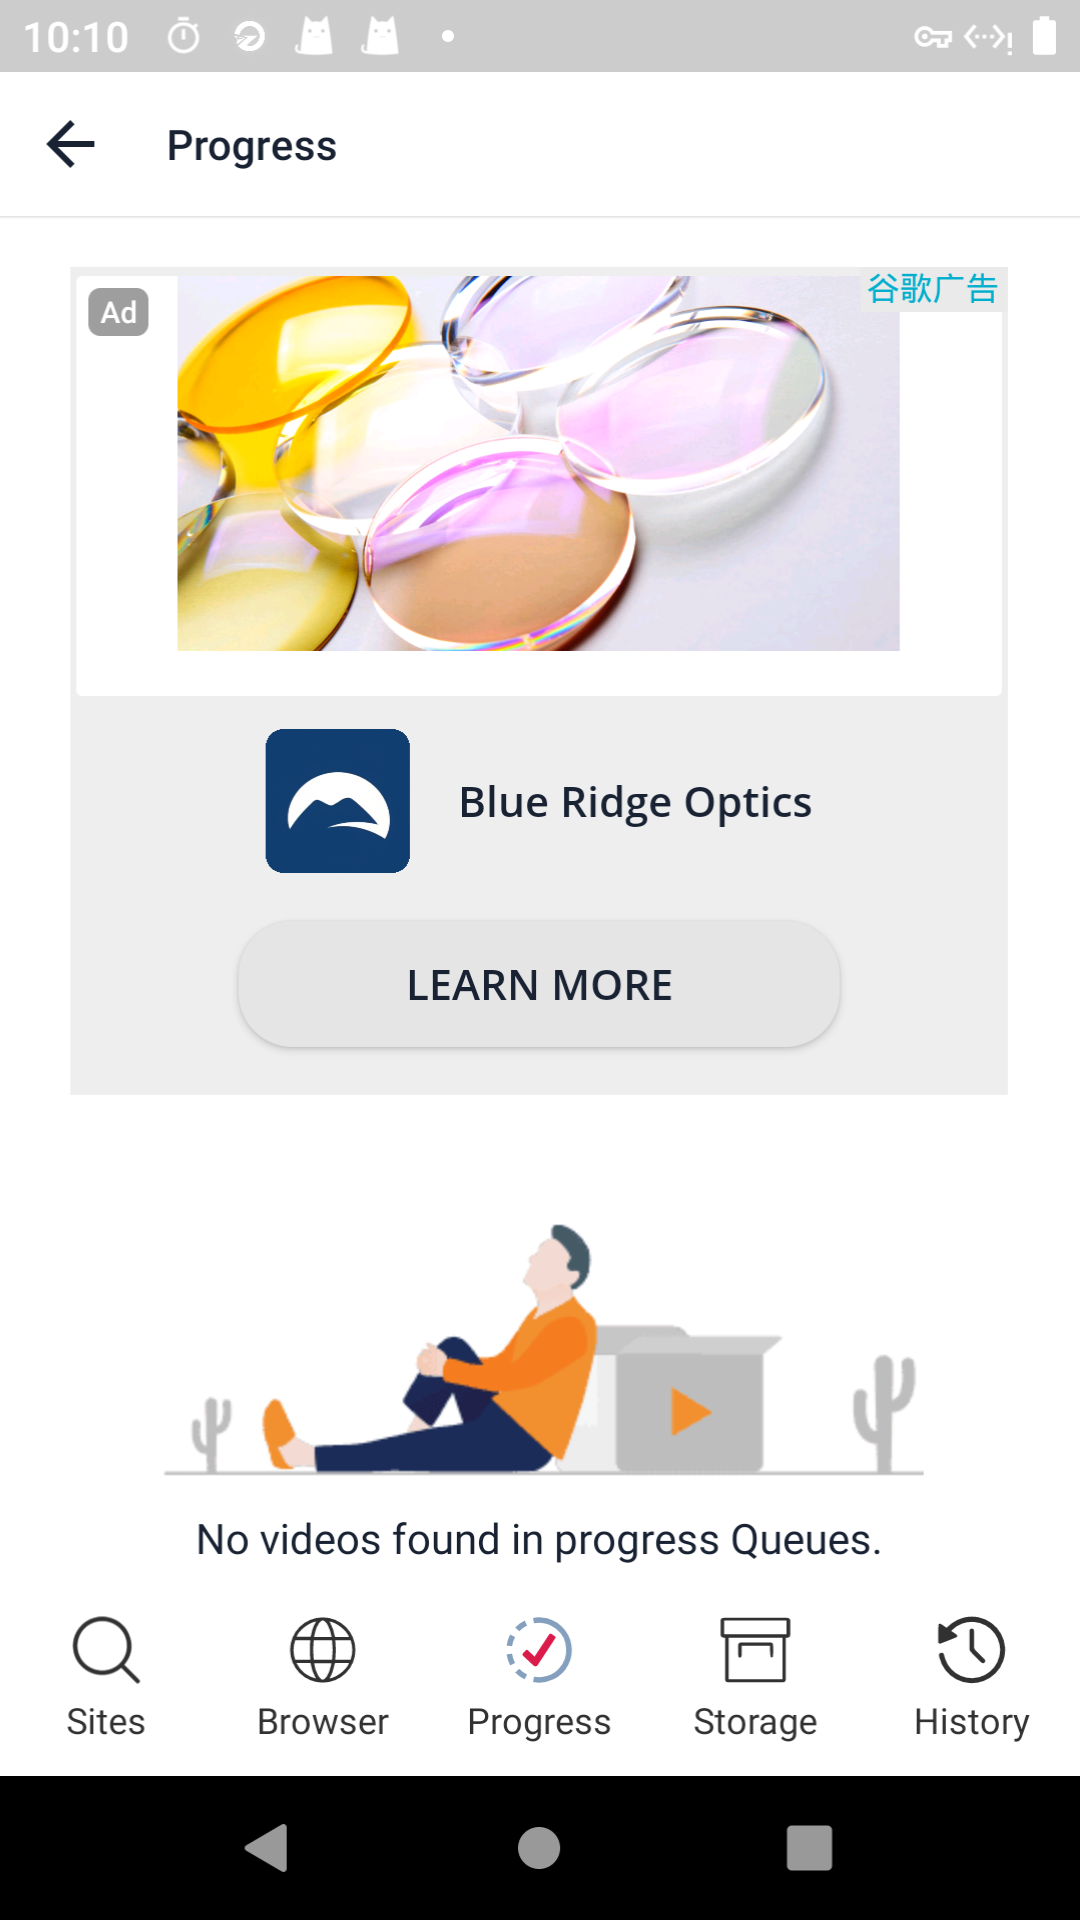 10:10
Progress
Ad
谷歌广告
Blue Ridge Optics
LEARN MORE
No videos found in progress Queues.
Sites
Browser
Progress
Storage
History